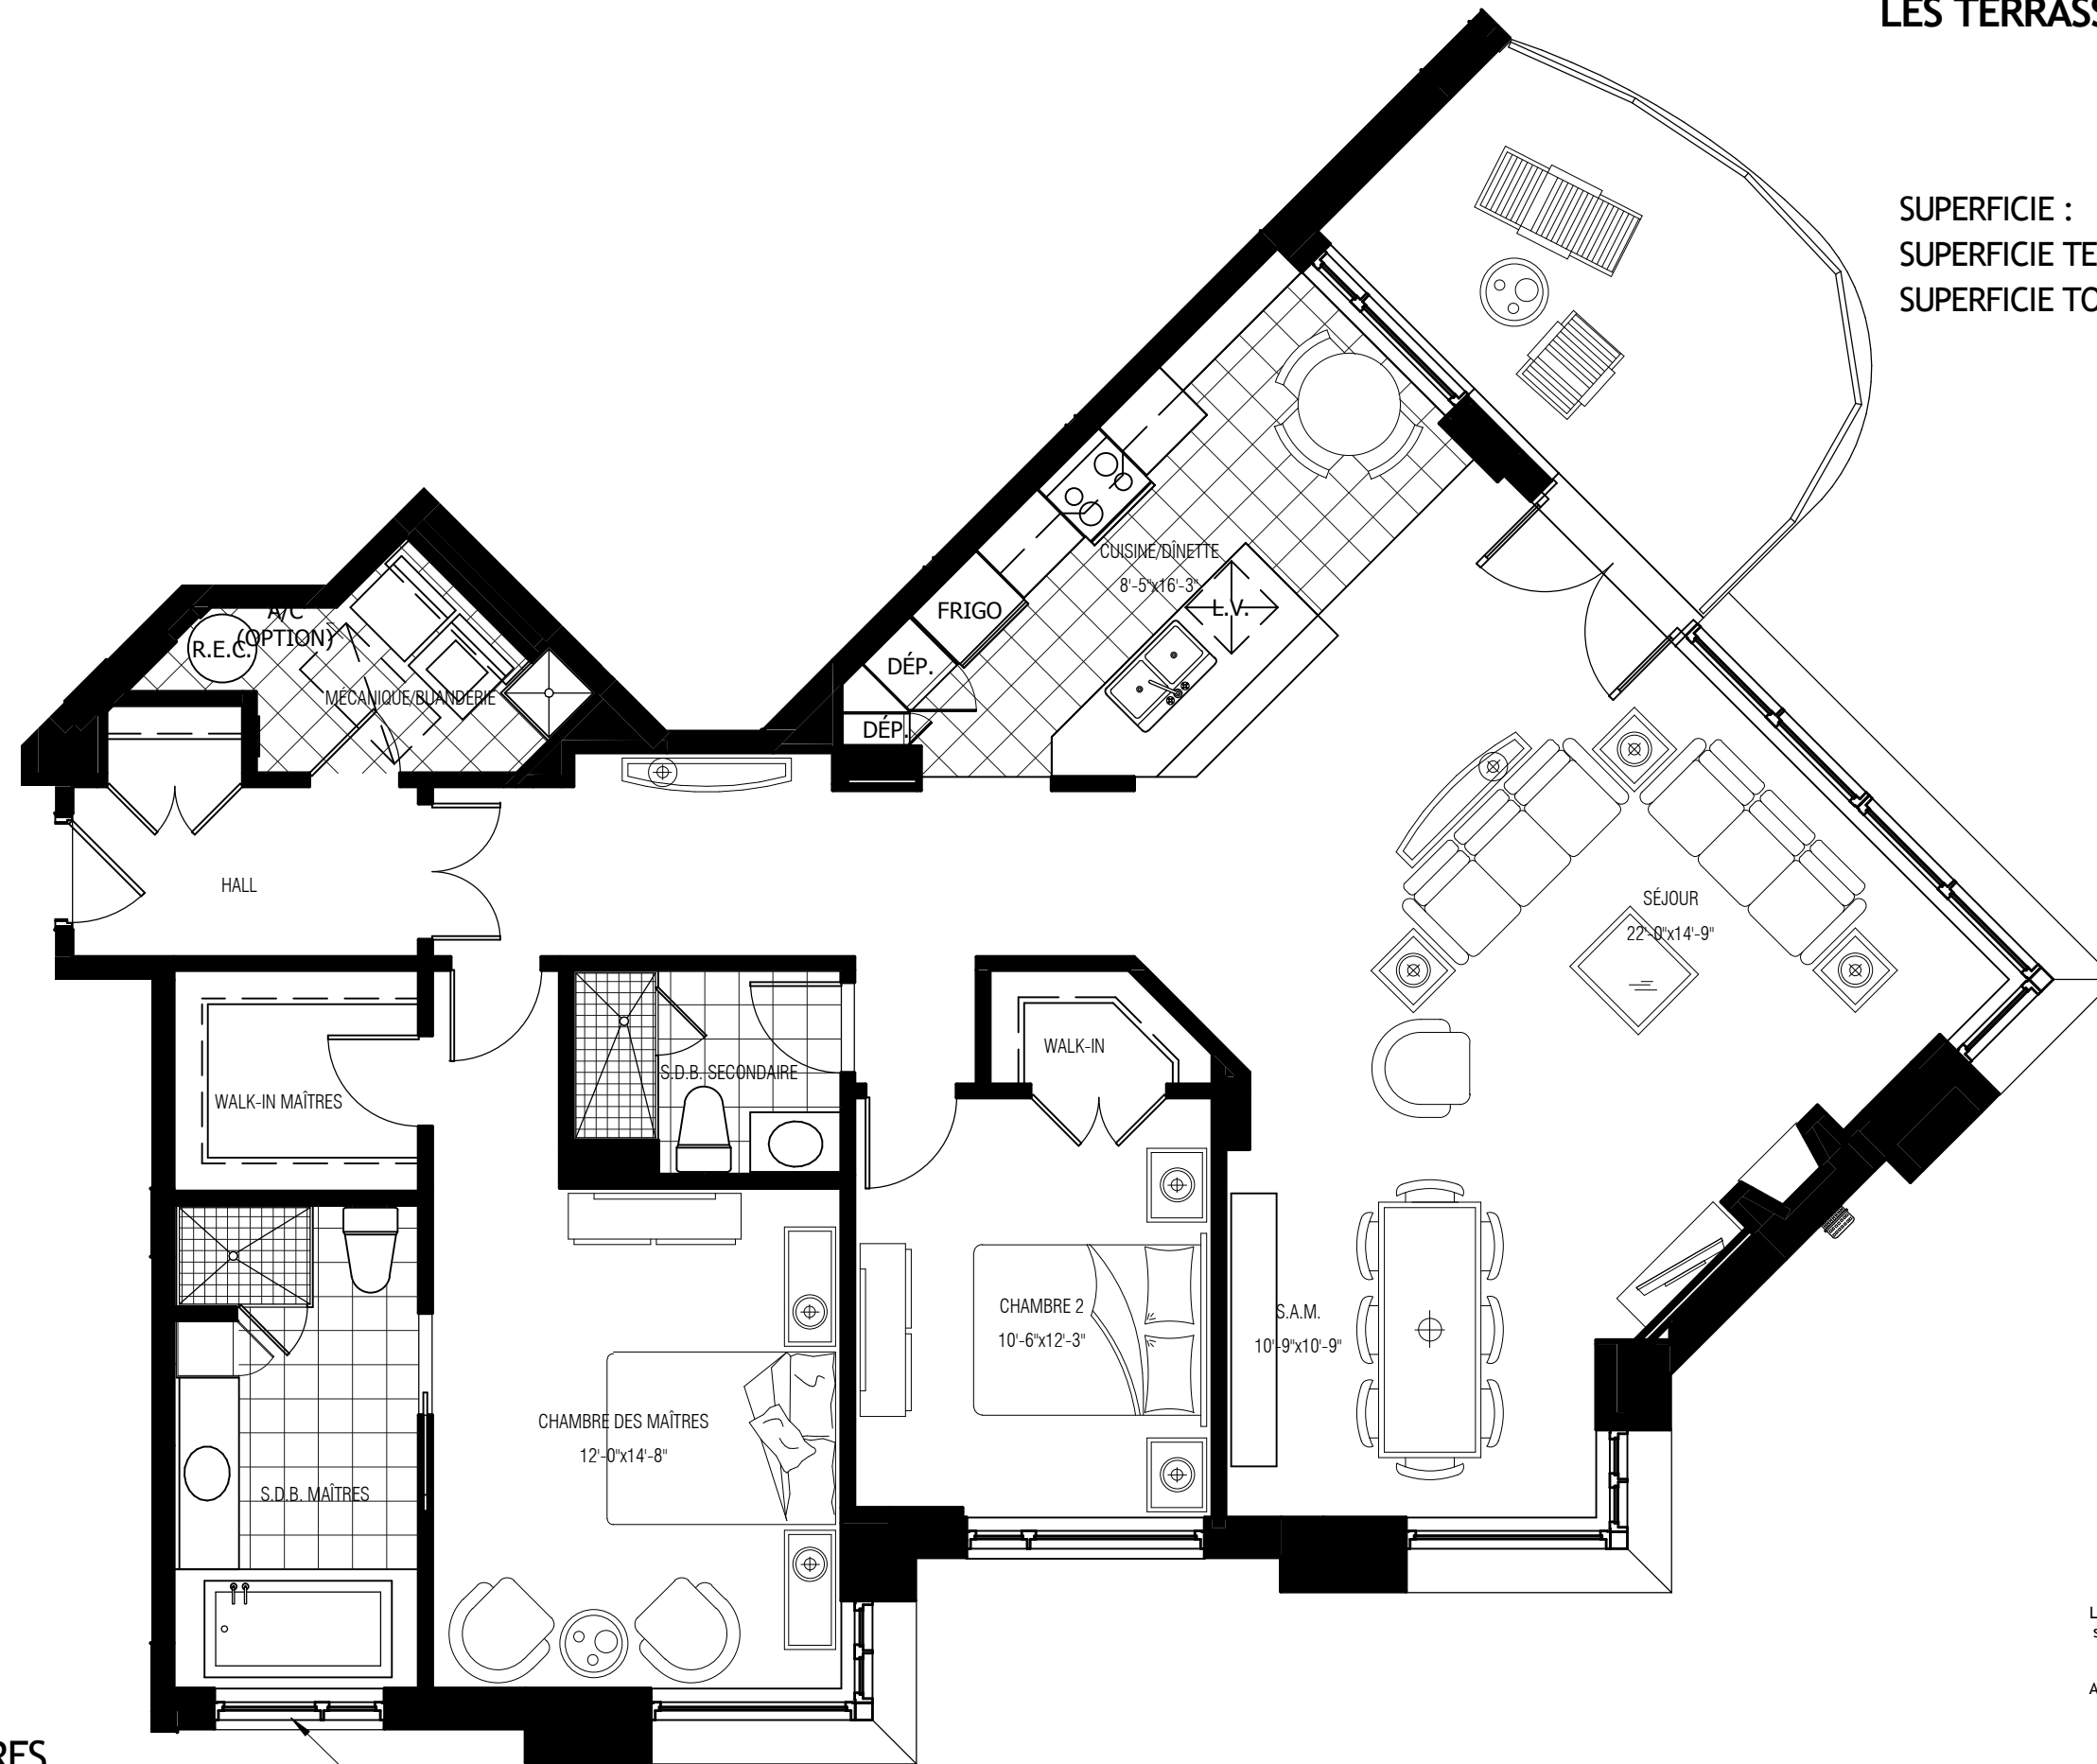 LES TERRASS
SUPERFICIE :
SUPERFICIE TE
SUPERFICIE TO
CUISINE/DÎNETTE
8'-5"x16'-3"
L.V.
FRIGO
DÉP.
DÉP.
A/C
(OPTION)
R.E.C.
MÉCANIQUE/BUANDERIE
HALL
SÉJOUR
22'-0"x14'-9"
WALK-IN
S.D.B. SECONDAIRE
WALK-IN MAÎTRES
CHAMBRE 2
10'-6"x12'-3"
S.A.M.
10'-9"x10'-9"
CHAMBRE DES MAÎTRES
12'-0"x14'-8"
S.D.B. MAÎTRES
L
s
A
RES